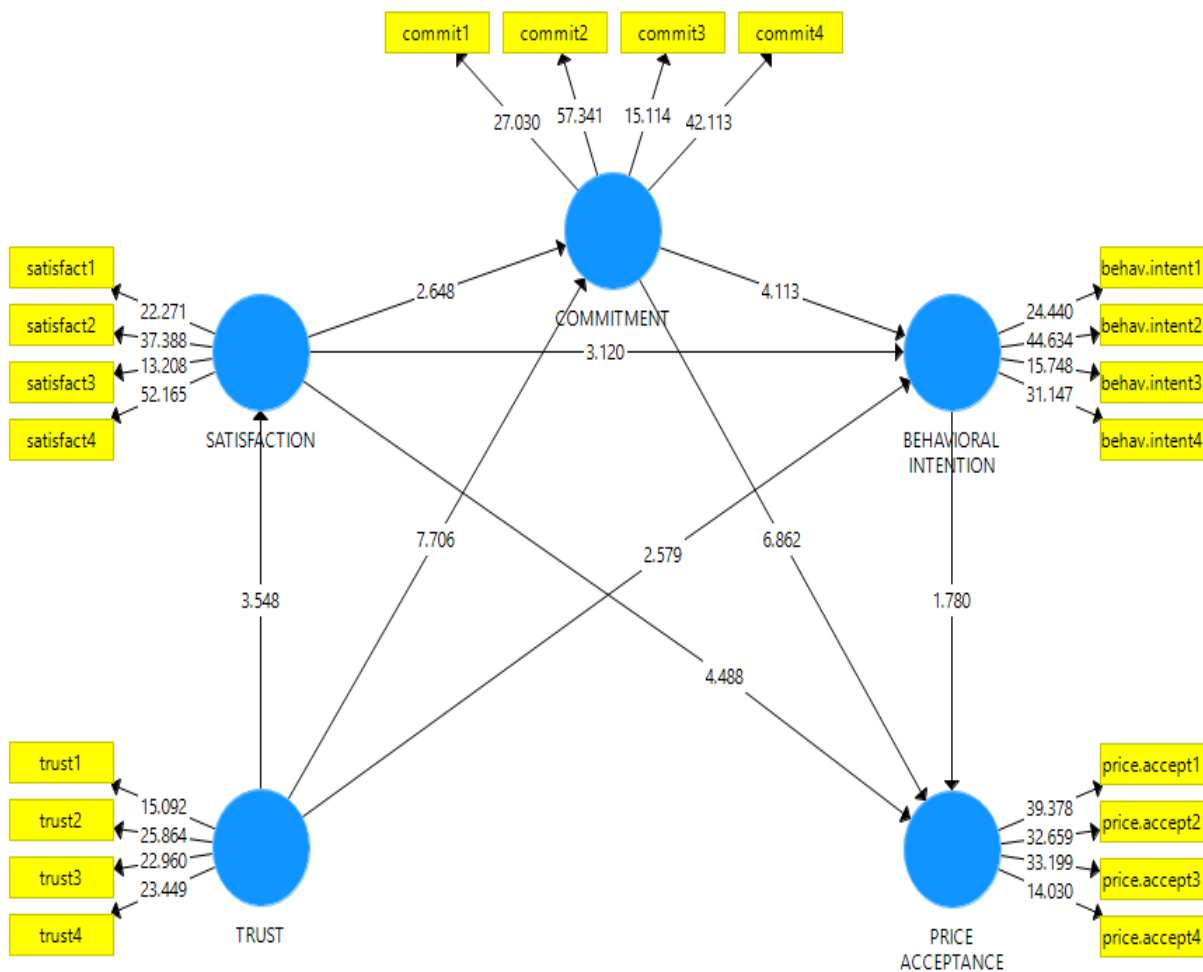 commit1
commit2
commit3
commit4
27.030
57.341
15.114
42.113
satisfact1
satisfact2
satisfact3
satisfact4
22.271
37.388
13.208
52.165
SATISFACTION
2.648
COMMITMENT
4.113
3.120
behav.intent1
behav.intent2
behav.intent3
behav.intent4
24.440
44.634
15.748
31.147
BEHAVIORAL
INTENTION
7.706
2.579
6.862
3.548
1.780
4.488
trust1
trust2
trust3
trust4
15.092
25.864
22.960
23.449
TRUST
price.accept1
price.accept2
price.accept3
price.accept4
39.378
32.659
33.199
14.030
PRICE
ACCEPTANCE